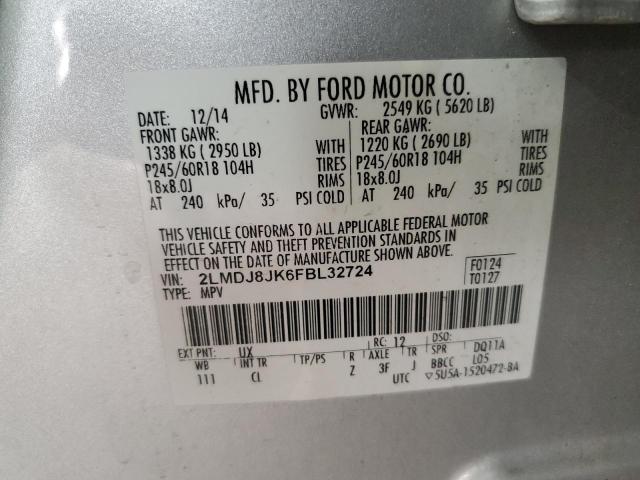 MFD. BY FORD MOTOR CO.
DATE: 12/14 GVWR: 2549 KG ( 5620 LB)
FRONT GAWR: REAR GAWR:
1338 KG ( 2950 LB) WITH 1220 KG ( 2690 LB) WITH
P245/60R18 104H TIRES P245/60R18 104H TIRES
18x8.0J RIMS 18x8.0J RIMS
AT 240 kPa/ 35 PSI COLD AT 240 kPa/ 35 PSI COLD
THIS VEHICLE CONFORMS TO ALL APPLICABLE FEDERAL MOTOR
VEHICLE SAFETY AND THEFT PREVENTION STANDARDS IN
EFFECT ON THE DATE OF MANUFACTURE SHOWN ABOVE.
VIN: 2LMDJ8JK6FBL32724 F0124
TYPE: MPV T0127
EXT PNT: UX RC: 12 DSO:
WB INT TR TP/PS R AXLE TR SPR DQ11A
111 CL Z 3F J BBCC L05
UTC ▽5U5A-1520472-BA